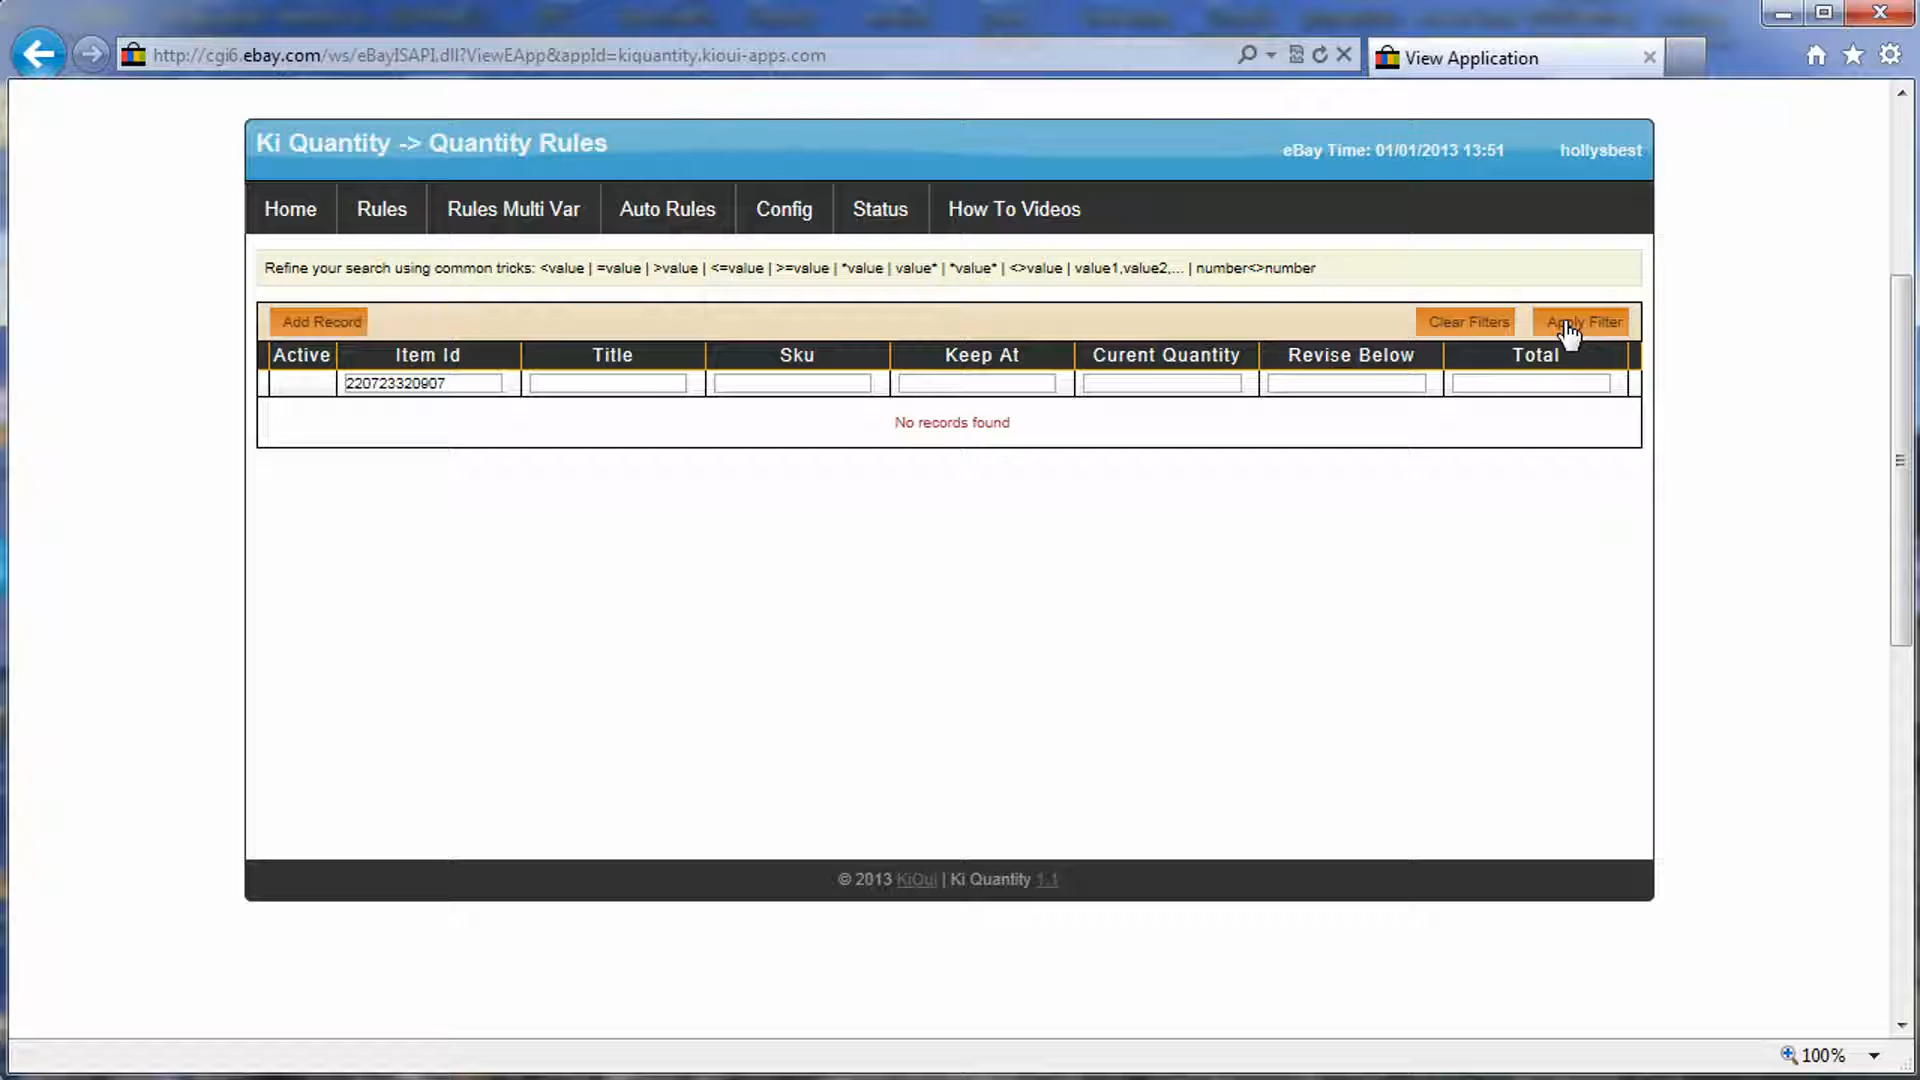 http://cgi6.ebay.com/ws/eBayISAPI.dll?ViewEApp&appId=kiquantity.kioui-apps.com
View Application
Ki Quantity -> Quantity Rules
eBay Time: 01/01/2013 13:51
hollysbest
Home
Rules
Rules Multi Var
Auto Rules
Config
Status
How To Videos
Refine your search using common tricks: <value | =value | >value | <=value | >=value | *value | value* | *value* | <>value | value1,value2,... | number<>number
Add Record
Clear Filters
Apply Filter
Active
Item Id
Title
Sku
Keep At
Curent Quantity
Revise Below
Total
220723320907
No records found
© 2013 KiOui | Ki Quantity 1.1
100%